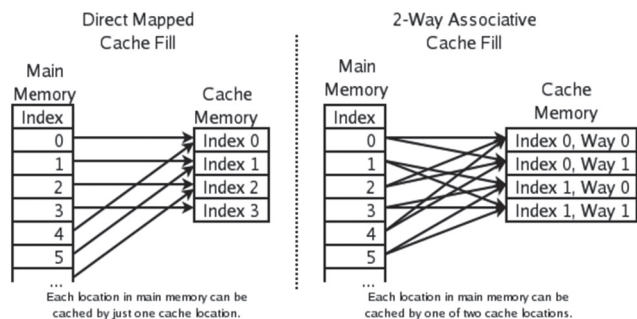 Direct Mapped
Cache Fill
Main
Memory
Index
0
1
2
3
4
5
...
Cache
Memory
Index 0
Index 1
Index 2
Index 3
Each location in main memory can be
cached by just one cache location.
2-Way Associative
Cache Fill
Main
Memory
Index
0
1
2
3
4
5
...
Cache
Memory
Index 0, Way 0
Index 0, Way 1
Index 1, Way 0
Index 1, Way 1
Each location in main memory can be
cached by one of two cache locations.